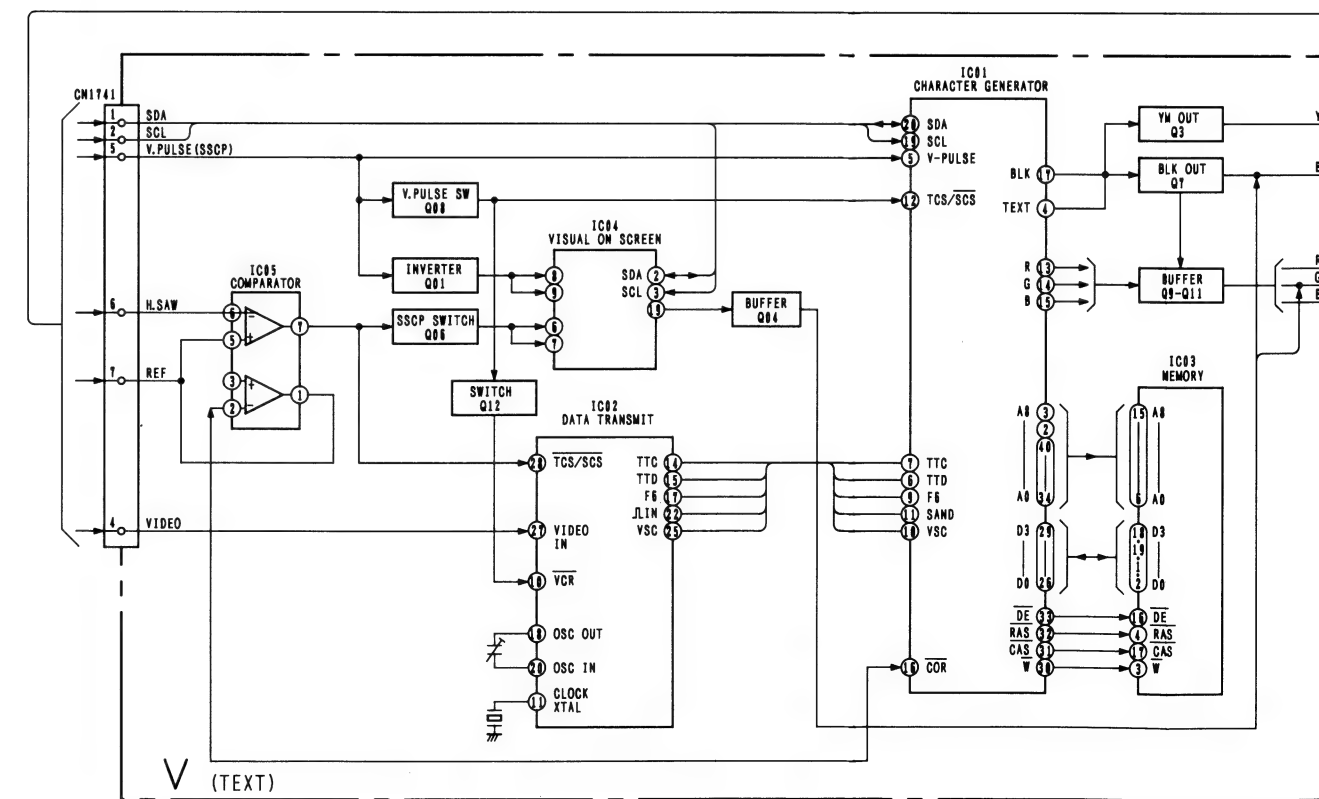 CN1741
1 SDA
2 SCL
5 V.PULSE(SSCP)
6 H.SAW
7 REF
4 VIDEO
IC05
COMPARATOR
6
5
7
3
2
1
V.PULSE SW
Q08
INVERTER
Q01
SSCP SWITCH
Q06
SWITCH
Q12
IC04
VISUAL ON SCREEN
8
9
6
7
SDA 2
SCL 3
19
BUFFER
Q04
IC02
DATA TRANSMIT
28 TCS/SCS
27 VIDEO
IN
10 VCR
18 OSC OUT
20 OSC IN
11 CLOCK
XTAL
TTC 14
TTD 15
F6 17
LIN 22
VSC 25
IC01
CHARACTER GENERATOR
20 SDA
19 SCL
5 V-PULSE
12 TCS/SCS
7 TTC
6 TTD
9 F6
11 SAND
10 VSC
16 COR
BLK 17
TEXT 4
R 13
G 14
B 15
A8 3
2
40
A0 34
D3 29
D0 26
OE 33
RAS 32
CAS 31
W 30
YM OUT
Q3
BLK OUT
Q7
BUFFER
Q9-Q11
Y
B
R
G
B
IC03
MEMORY
15 A8
6 A0
18 D3
19
1
2 D0
16 OE
4 RAS
17 CAS
3 W
V (TEXT)